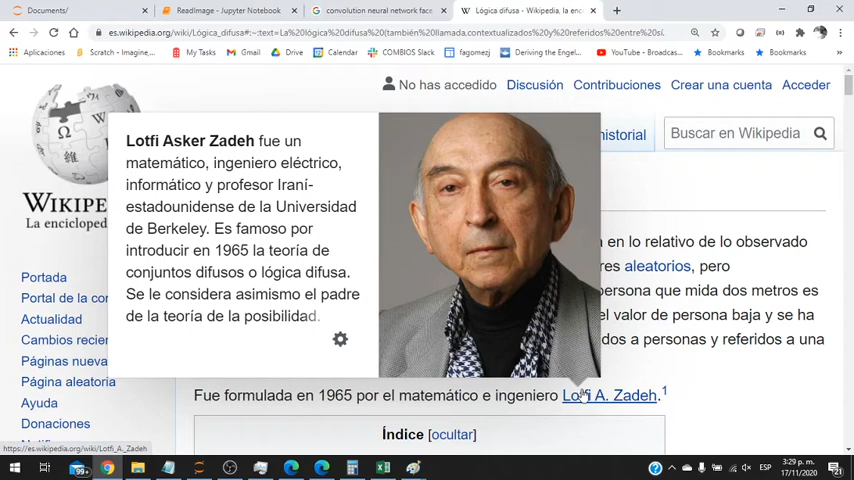 Documents/
ReadImage - Jupyter Notebook
convolution neural network face
Lógica difusa - Wikipedia, la en
es.wikipedia.org/wiki/Lógica_difusa#:~:text=La%20lógica%20difusa%20(también%20llamada,contextualizados%20y%20referidos%20entre%20sí.
Aplicaciones
Scratch - Imagine,...
My Tasks
Gmail
Drive
Calendar
COMBIOS Slack
fagomezj
Deriving the Engel...
YouTube - Broadcas...
Bookmarks
Bookmarks
»
No has accedido
Discusión
Contribuciones
Crear una cuenta
Acceder
historial
Buscar en Wikipedia
WIKIPE
La enciclope
Lotfi Asker Zadeh fue un
matemático, ingeniero eléctrico,
informático y profesor Iraní-
estadounidense de la Universidad
de Berkeley. Es famoso por
introducir en 1965 la teoría de
conjuntos difusos o lógica difusa.
Se le considera asimismo el padre
de la teoría de la posibilidad.
en lo relativo de lo observado
res aleatorios, pero
persona que mida dos metros es
el valor de persona baja y se ha
dos a personas y referidos a una
Portada
Portal de la co
Actualidad
Cambios recie
Páginas nueva
Página aleatoria
Ayuda
Donaciones
Fue formulada en 1965 por el matemático e ingeniero Lotfi A. Zadeh.1
Índice [ocultar]
https://es.wikipedia.org/wiki/Lotfi_A._Zadeh
99+
ESP
3:29 p. m.
17/11/2020
21